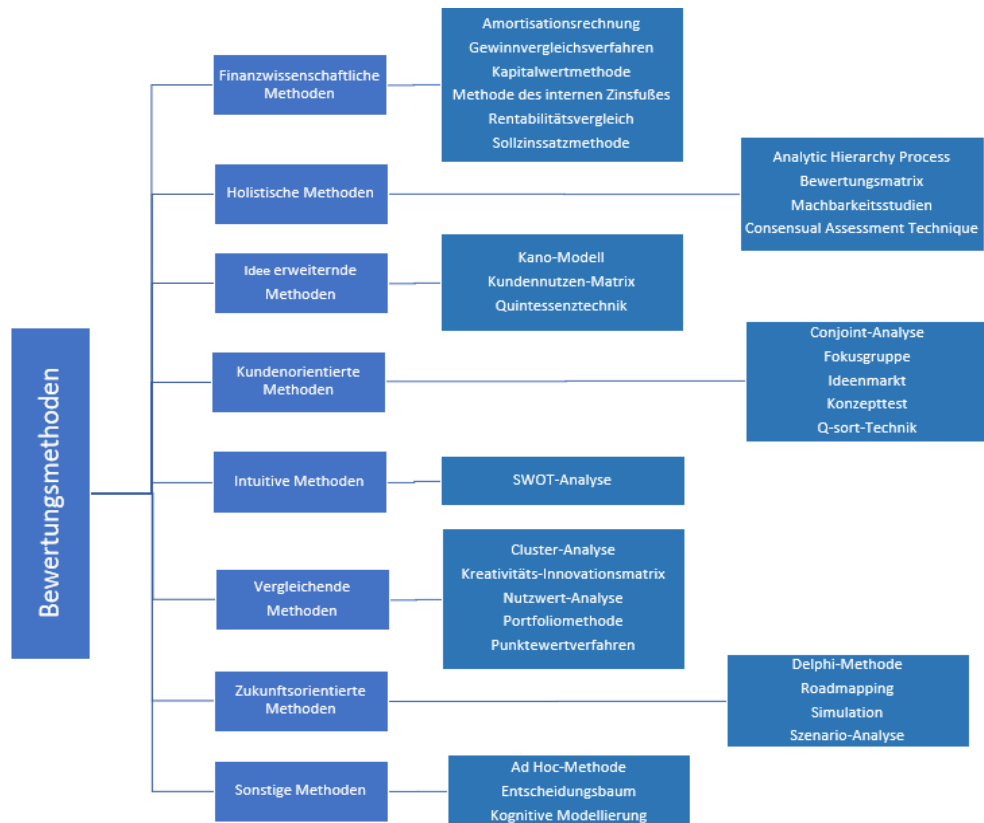 Bewertungsmethoden
Finanzwissenschaftliche
Methoden
Amortisationsrechnung
Gewinnvergleichsverfahren
Kapitalwertmethode
Methode des internen Zinsfußes
Rentabilitätsvergleich
Sollzinssatzmethode
Holistische Methoden
Analytic Hierarchy Process
Bewertungsmatrix
Machbarkeitsstudien
Consensual Assessment Technique
Idee erweiternde
Methoden
Kano-Modell
Kundennutzen-Matrix
Quintessenztechnik
Kundenorientierte
Methoden
Conjoint-Analyse
Fokusgruppe
Ideenmarkt
Konzepttest
Q-sort-Technik
Intuitive Methoden
SWOT-Analyse
Vergleichende
Methoden
Cluster-Analyse
Kreativitäts-Innovationsmatrix
Nutzwert-Analyse
Portfoliomethode
Punktewertverfahren
Zukunftsorientierte
Methoden
Delphi-Methode
Roadmapping
Simulation
Szenario-Analyse
Sonstige Methoden
Ad Hoc-Methode
Entscheidungsbaum
Kognitive Modellierung